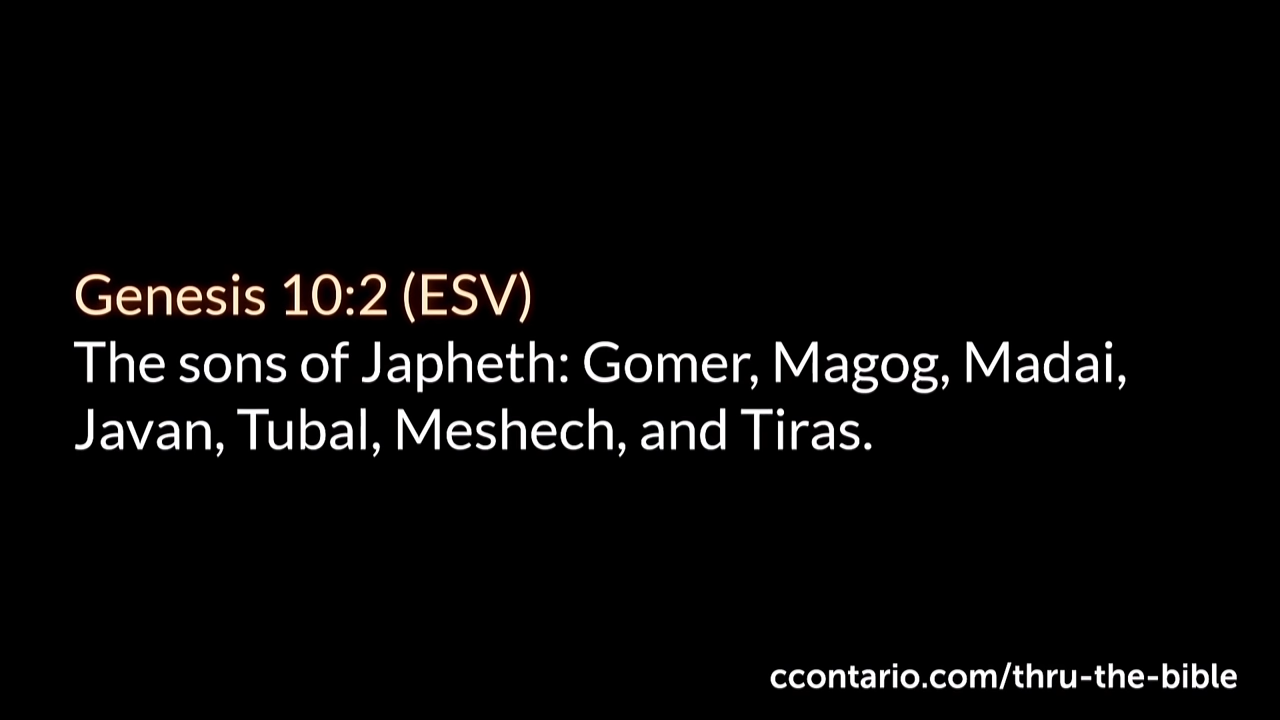 Genesis 10:2 (ESV)
The sons of Japheth: Gomer, Magog, Madai,
Javan, Tubal, Meshech, and Tiras.
ccontario.com/thru-the-bible